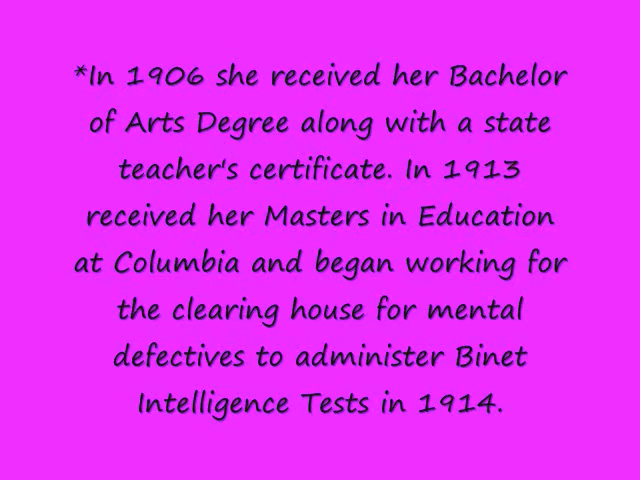 *In 1906 she received her Bachelor
of Arts Degree along with a state
teacher's certificate. In 1913
received her Masters in Education
at Columbia and began working for
the clearing house for mental
defectives to administer Binet
Intelligence Tests in 1914.